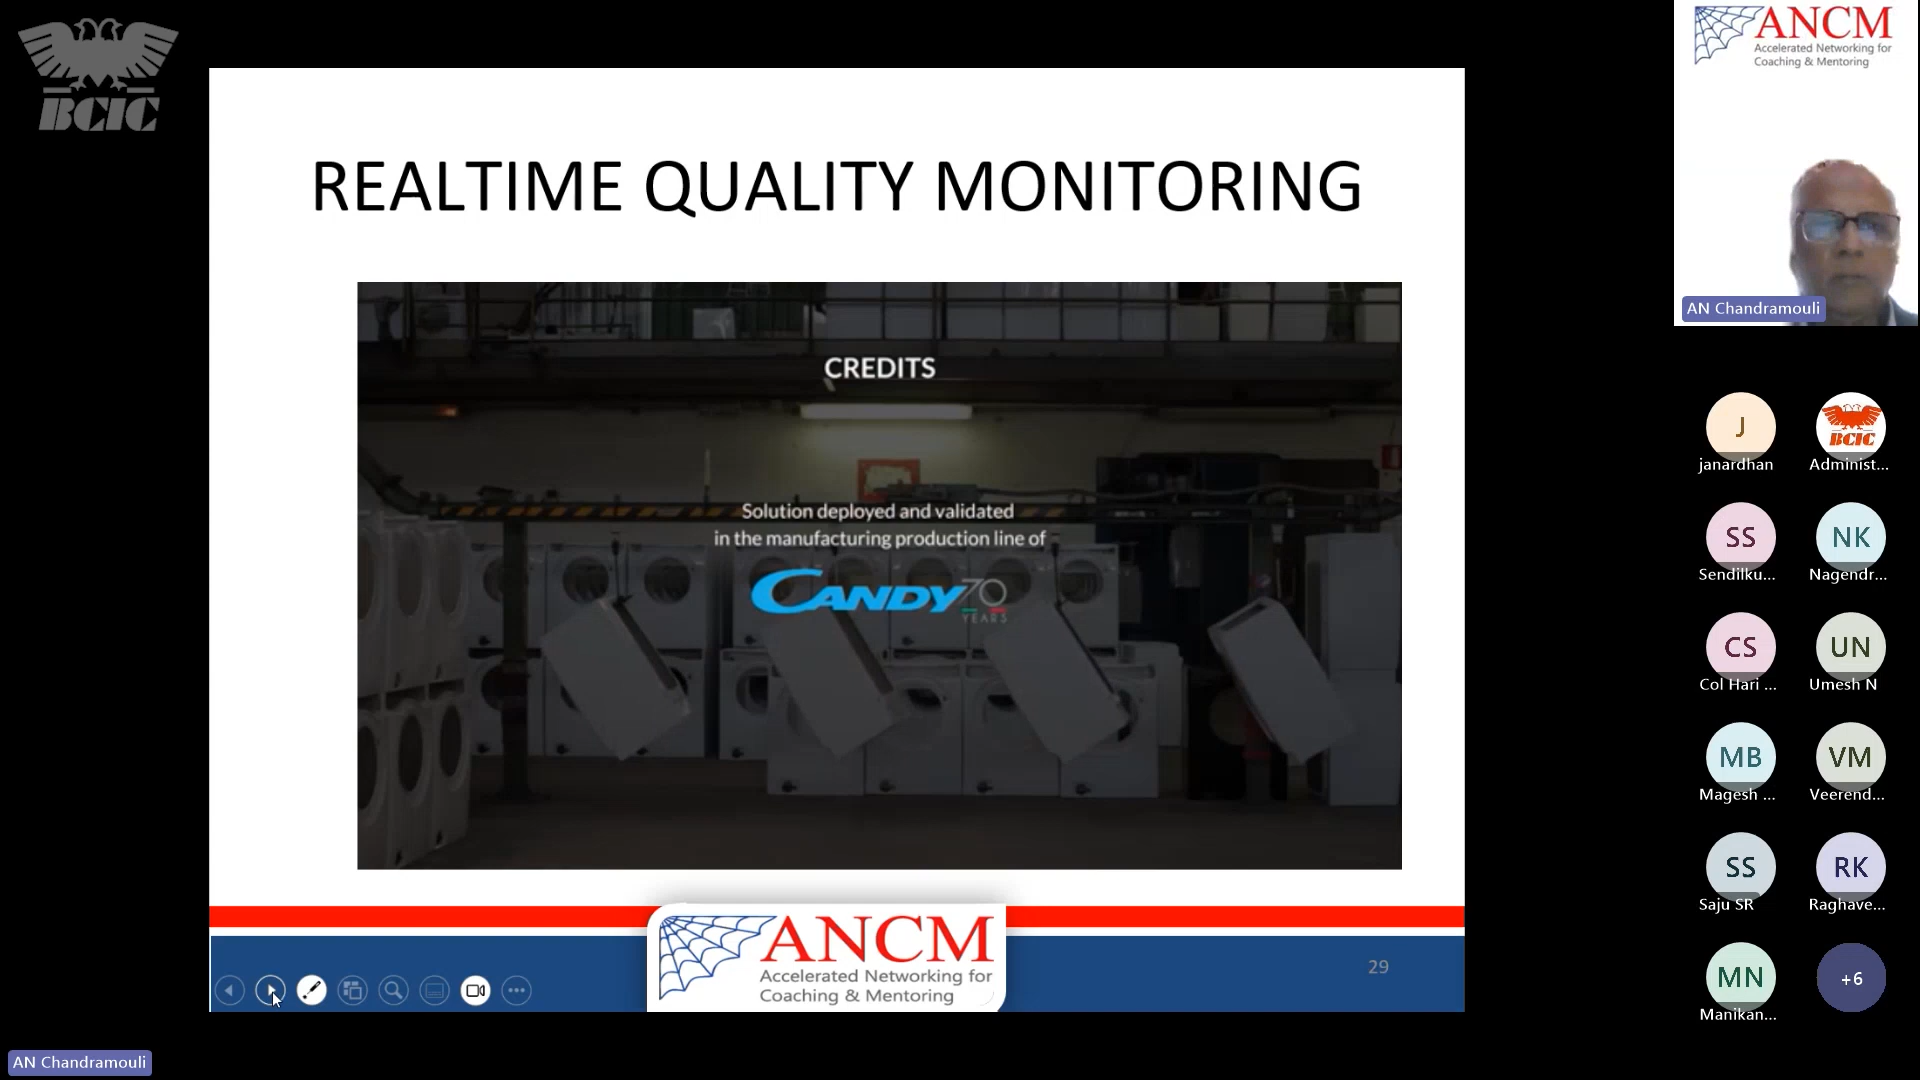 BCIC
REALTIME QUALITY MONITORING
CREDITS
Solution deployed and validated
in the manufacturing production line of
CANDY 70
YEARS
ANCM
Accelerated Networking for
Coaching & Mentoring
29
AN Chandramouli
ANCM
Accelerated Networking for
Coaching & Mentoring
AN Chandramouli
J
janardhan
BCIC
Administ...
SS
Sendilku...
NK
Nagendr...
CS
Col Hari ...
UN
Umesh N
MB
Magesh ...
VM
Veerend...
SS
Saju SR
RK
Raghave...
MN
Manikan...
+6